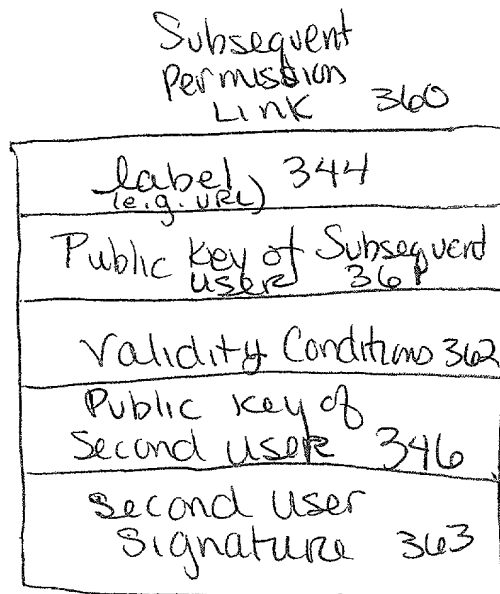 Subsequent
Permission
Link 360
label 344
(e.g. URL)
Public Key of Subsequent
user 361
Validity Conditions 362
Public Key of
Second user 346
Second User
Signature 363